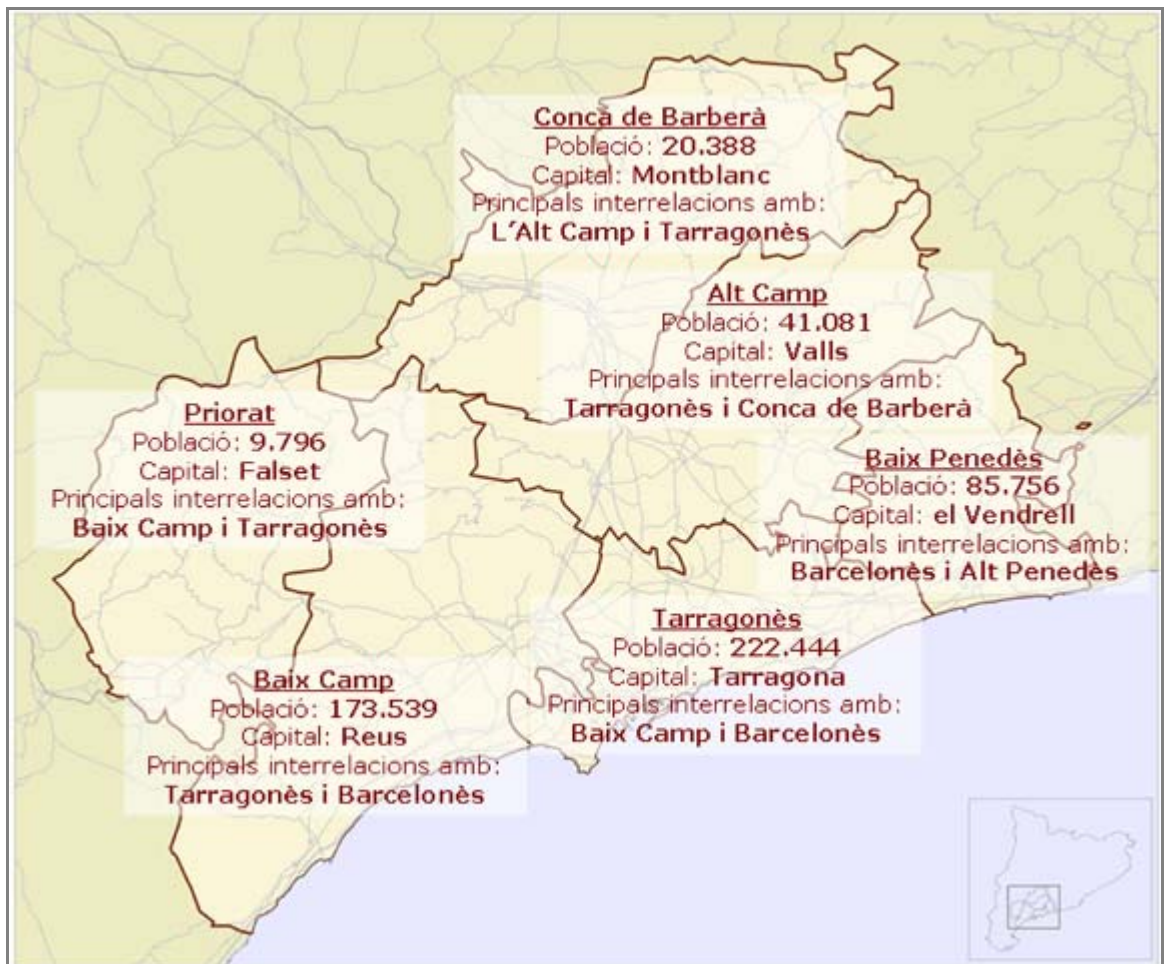 Conca de Barberà
Població: 20.388
Capital: Montblanc
Principals interrelacions amb:
L'Alt Camp i Tarragonès
Alt Camp
Població: 41.081
Capital: Valls
Principals interrelacions amb:
Tarragonès i Conca de Barberà
Priorat
Població: 9.796
Capital: Falset
Principals interrelacions amb:
Baix Camp i Tarragonès
Baix Penedès
Població: 85.756
Capital: el Vendrell
Principals interrelacions amb:
Barcelonès i Alt Penedès
Tarragonès
Població: 222.444
Capital: Tarragona
Principals interrelacions amb:
Baix Camp i Barcelonès
Baix Camp
Població: 173.539
Capital: Reus
Principals interrelacions amb:
Tarragonès i Barcelonès